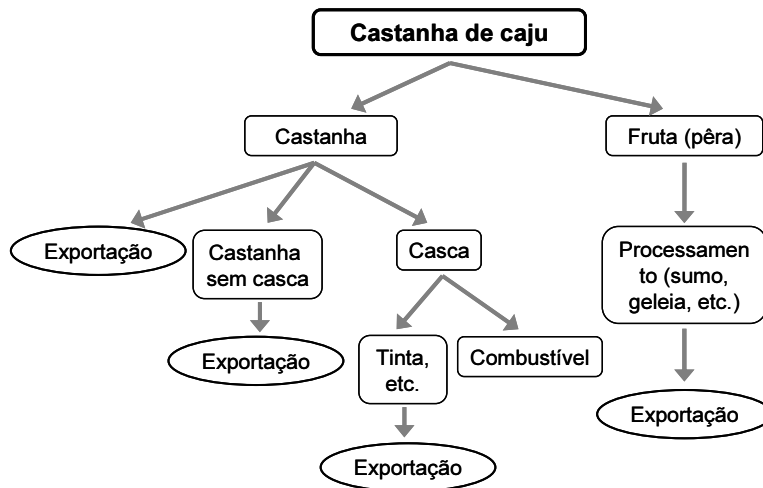 Castanha de caju
Castanha
Fruta (pêra)
Exportação
Castanha
sem casca
Casca
Processamen
to (sumo,
geleia, etc.)
Exportação
Tinta,
etc.
Combustível
Exportação
Exportação